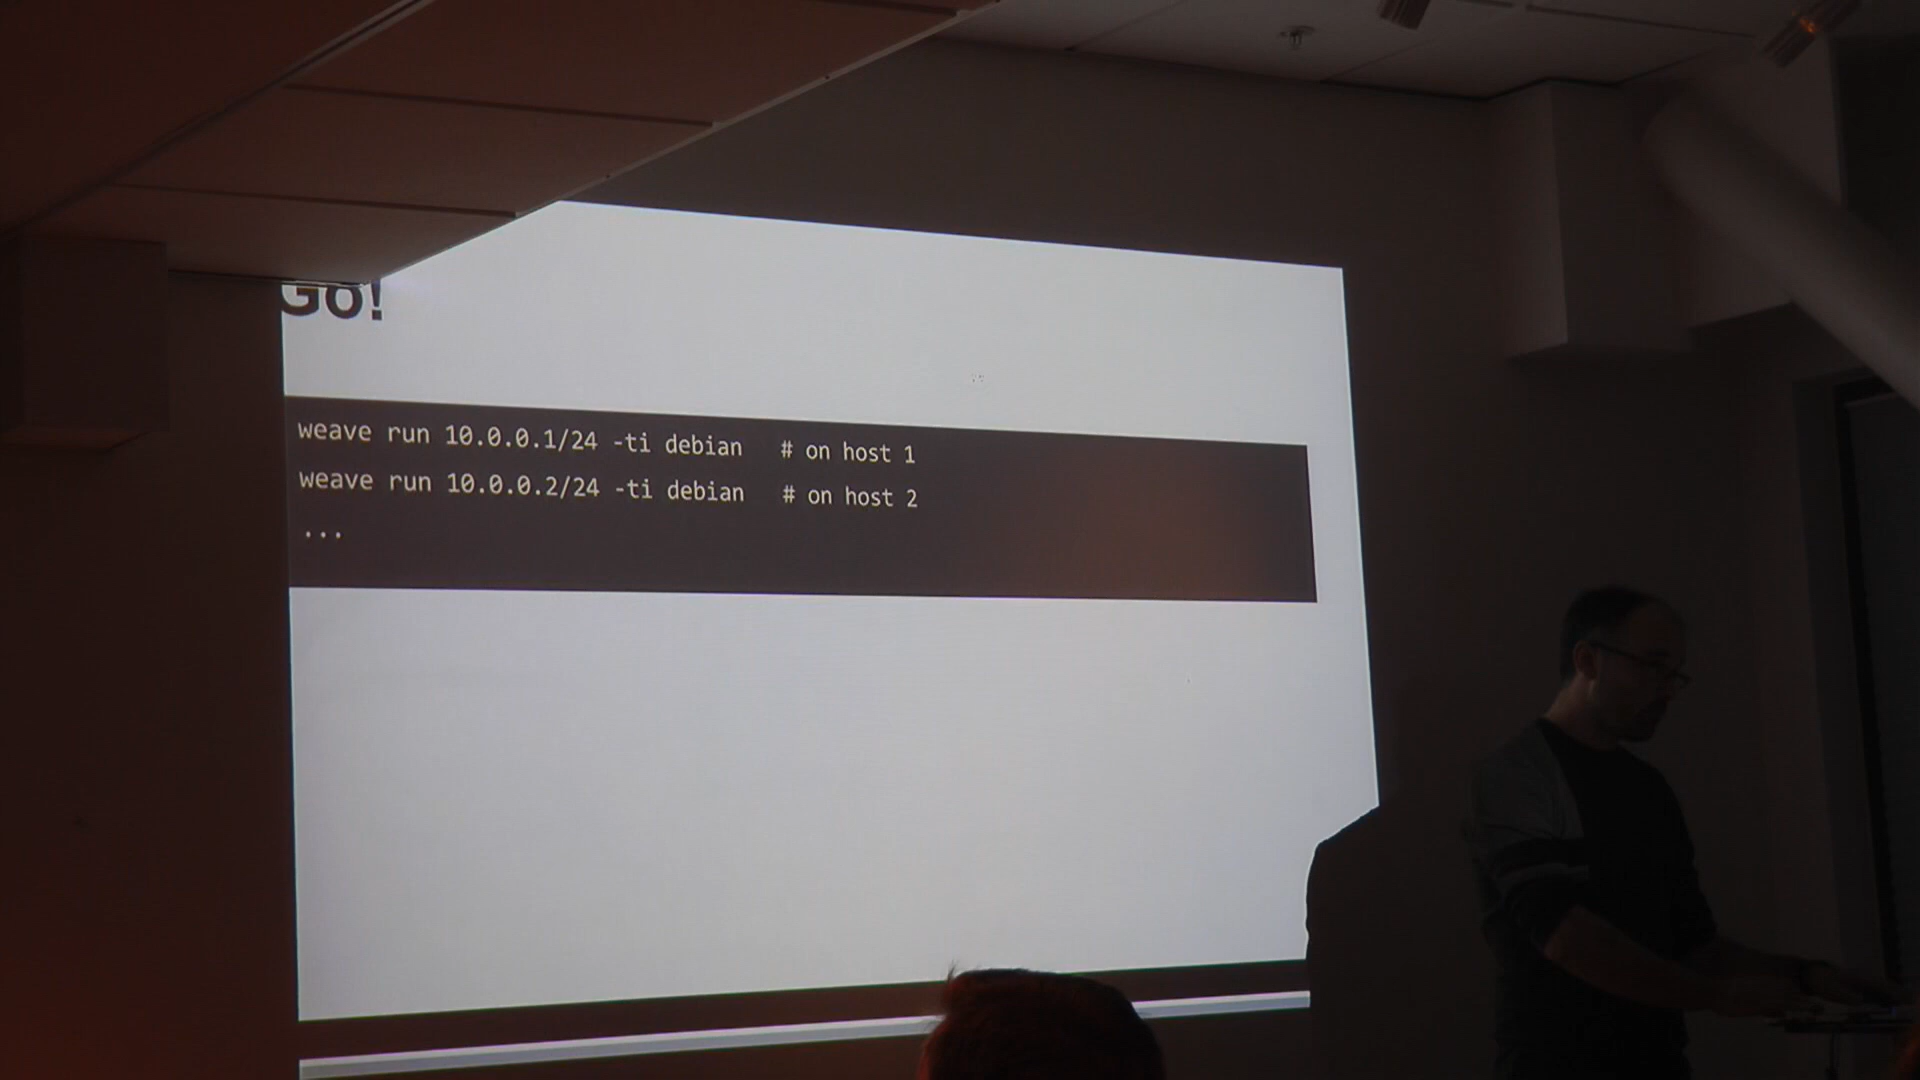 Go!
weave run 10.0.0.1/24 -ti debian # on host 1
weave run 10.0.0.2/24 -ti debian # on host 2
...